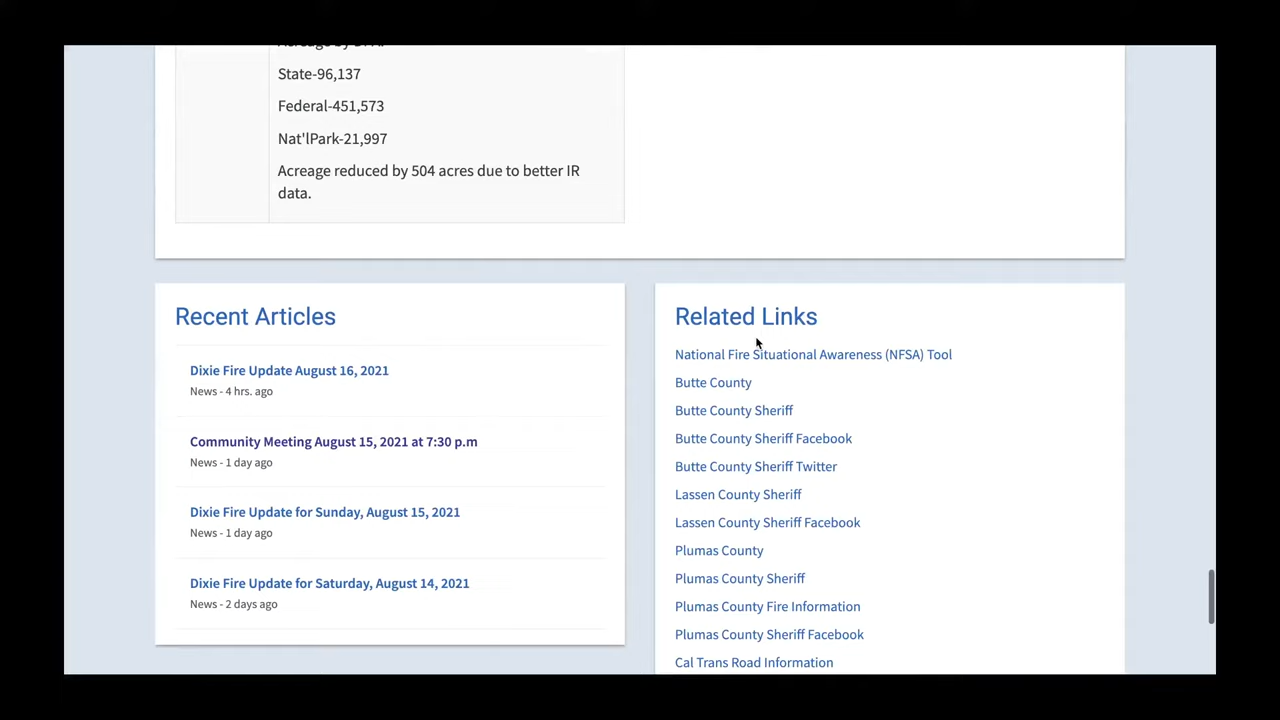 Acreage by DPA:
State-96,137
Federal-451,573
Nat'lPark-21,997
Acreage reduced by 504 acres due to better IR
data.
Recent Articles
Dixie Fire Update August 16, 2021
News - 4 hrs. ago
Community Meeting August 15, 2021 at 7:30 p.m
News - 1 day ago
Dixie Fire Update for Sunday, August 15, 2021
News - 1 day ago
Dixie Fire Update for Saturday, August 14, 2021
News - 2 days ago
Related Links
National Fire Situational Awareness (NFSA) Tool
Butte County
Butte County Sheriff
Butte County Sheriff Facebook
Butte County Sheriff Twitter
Lassen County Sheriff
Lassen County Sheriff Facebook
Plumas County
Plumas County Sheriff
Plumas County Fire Information
Plumas County Sheriff Facebook
Cal Trans Road Information